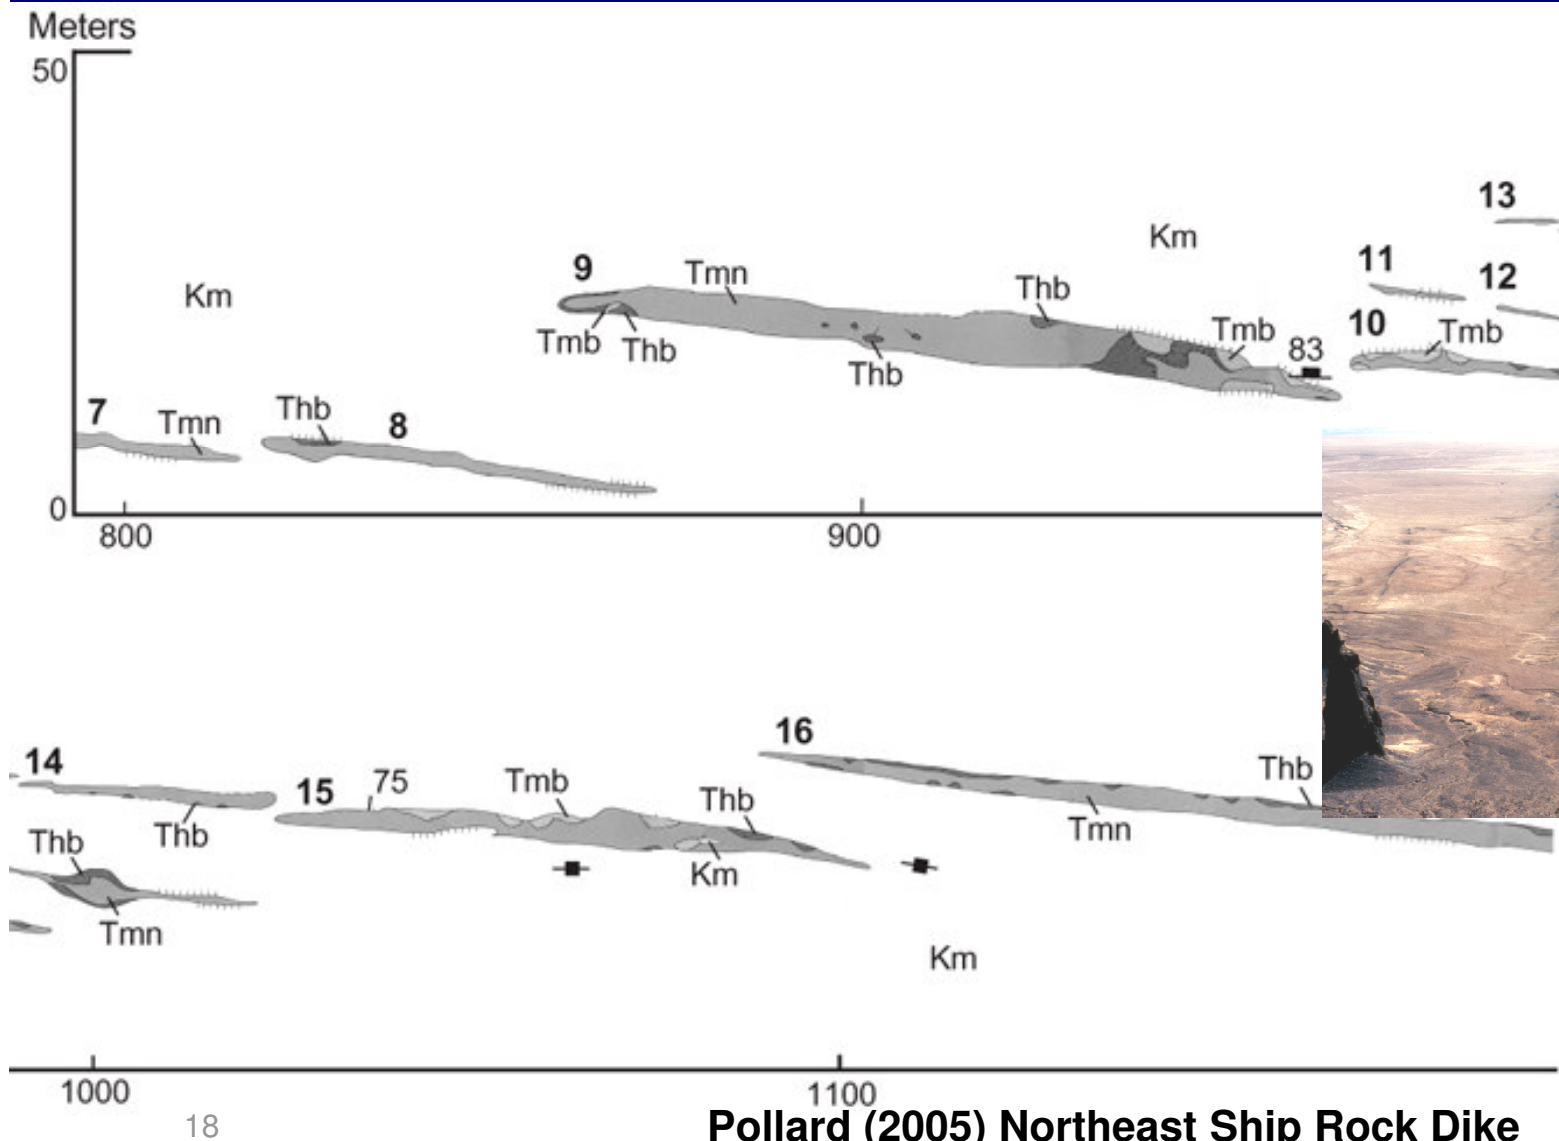 Meters
50
13
Km
11
12
9
Tmn
Thb
Km
10
Tmb
Tmb
Tmb
Thb
83
Thb
7
Tmn
Thb
8
0
800
900
16
14
15
75
Tmb
Thb
Thb
Thb
Thb
Tmn
Km
Tmn
Km
1000
1100
18
Pollard (2005) Northeast Ship Rock Dike